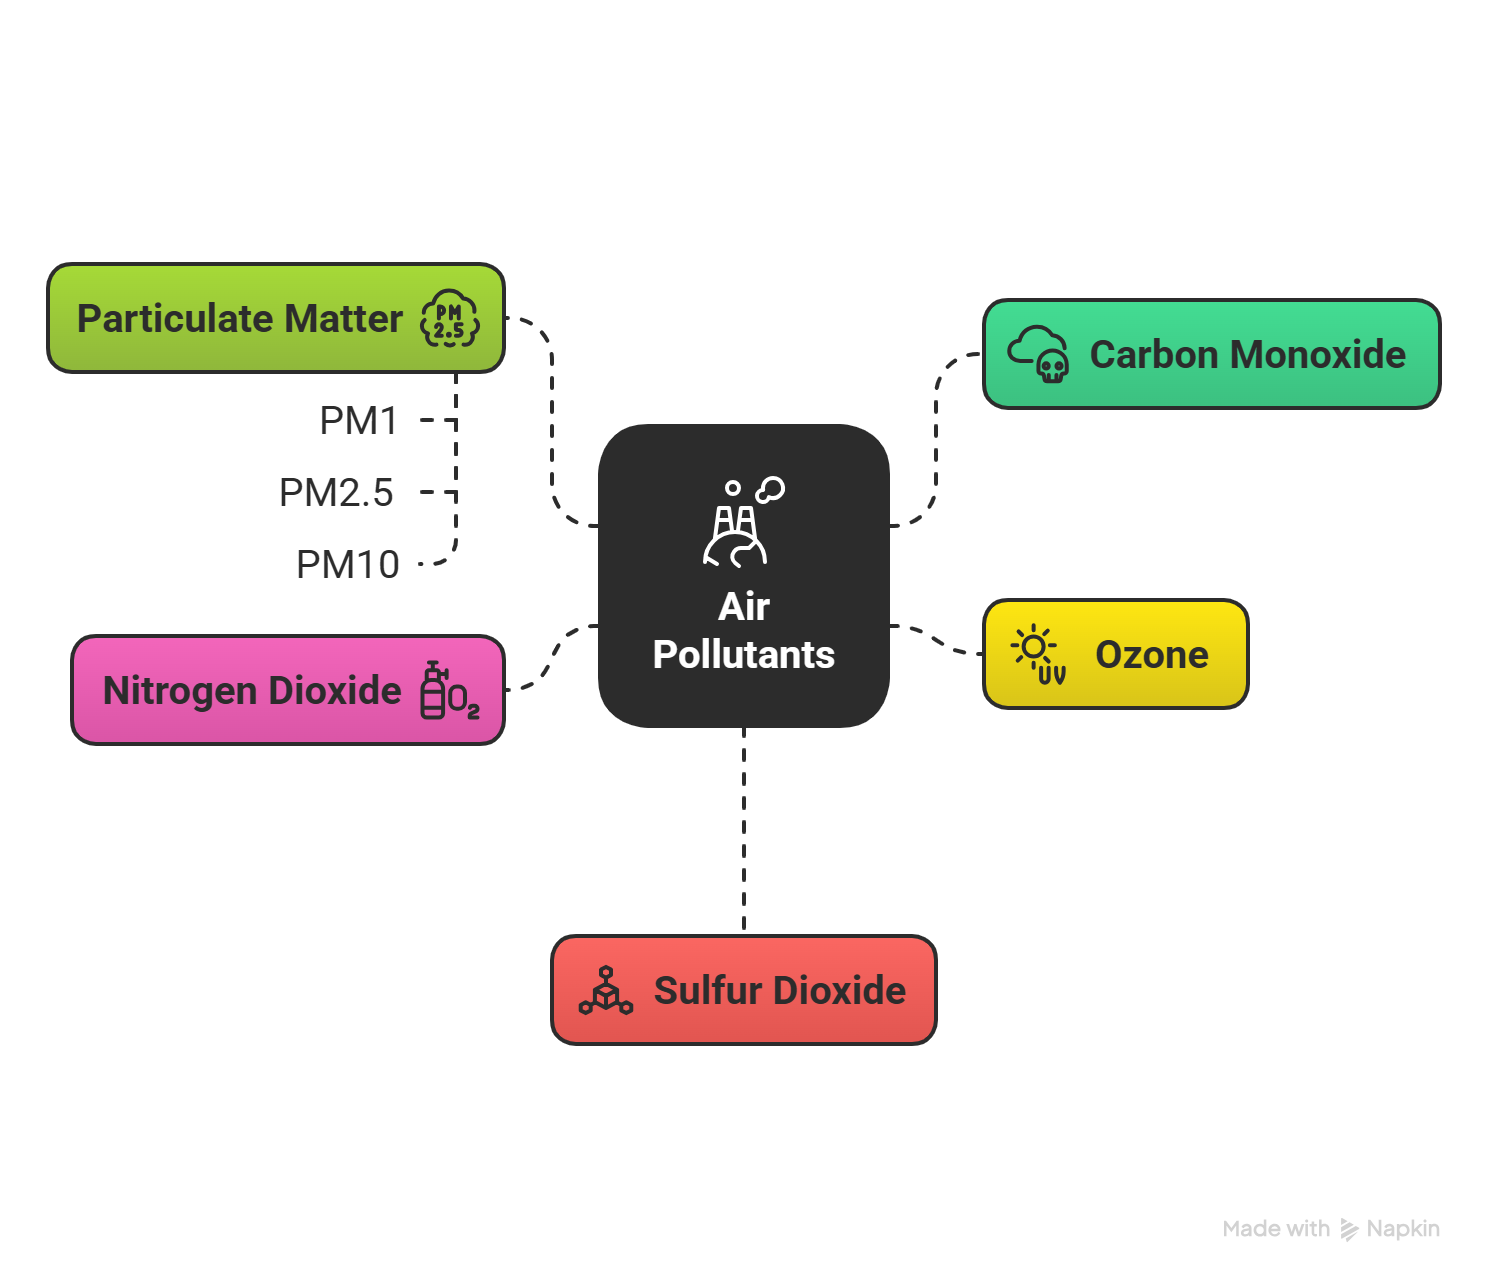 Particulate Matter
PM
2.5
PM1
PM2.5
PM10
Nitrogen Dioxide
O2
Air
Pollutants
Carbon Monoxide
Ozone
UV
Sulfur Dioxide
Made with Napkin